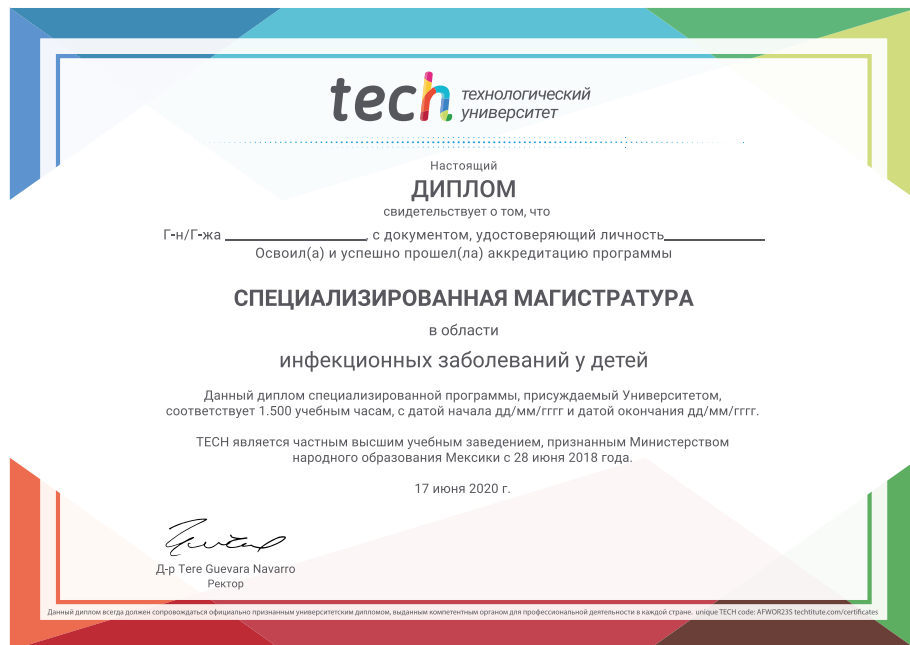 tech технологический
университет
Настоящий
ДИПЛОМ
свидетельствует о том, что
Г-н/Г-жа ____________________, с документом, удостоверяющий личность______________
Освоил(а) и успешно прошел(ла) аккредитацию программы
СПЕЦИАЛИЗИРОВАННАЯ МАГИСТРАТУРА
в области
инфекционных заболеваний у детей
Данный диплом специализированной программы, присуждаемый Университетом,
соответствует 1.500 учебным часам, с датой начала дд/мм/гггг и датой окончания дд/мм/гггг.
TECH является частным высшим учебным заведением, признанным Министерством
народного образования Мексики с 28 июня 2018 года.
17 июня 2020 г.
Д-р Tere Guevara Navarro
Ректор
Данный диплом всегда должен сопровождаться официально признанным университетским дипломом, выданным компетентным органом для профессиональной деятельности в каждой стране. unique TECH code: AFWOR23S techtitute.com/certificates